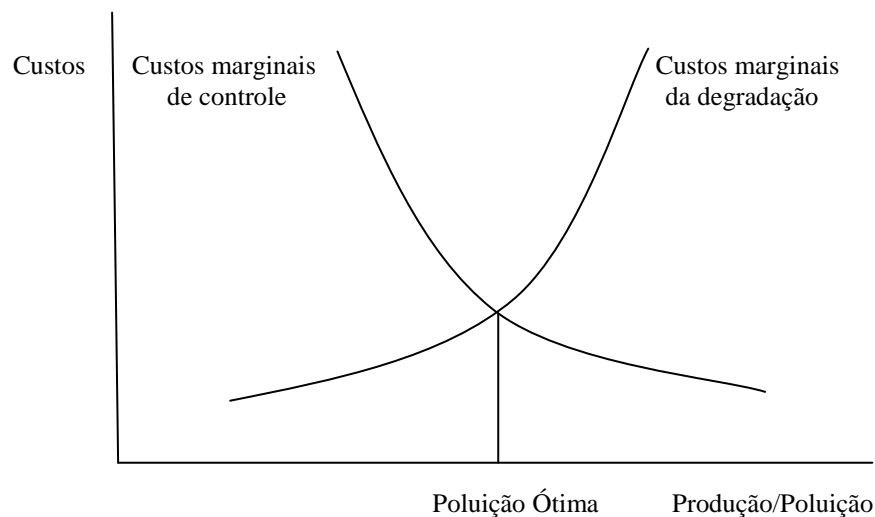 Custos
Custos marginais
de controle
Custos marginais
da degradação
Poluição Ótima
Produção/Poluição